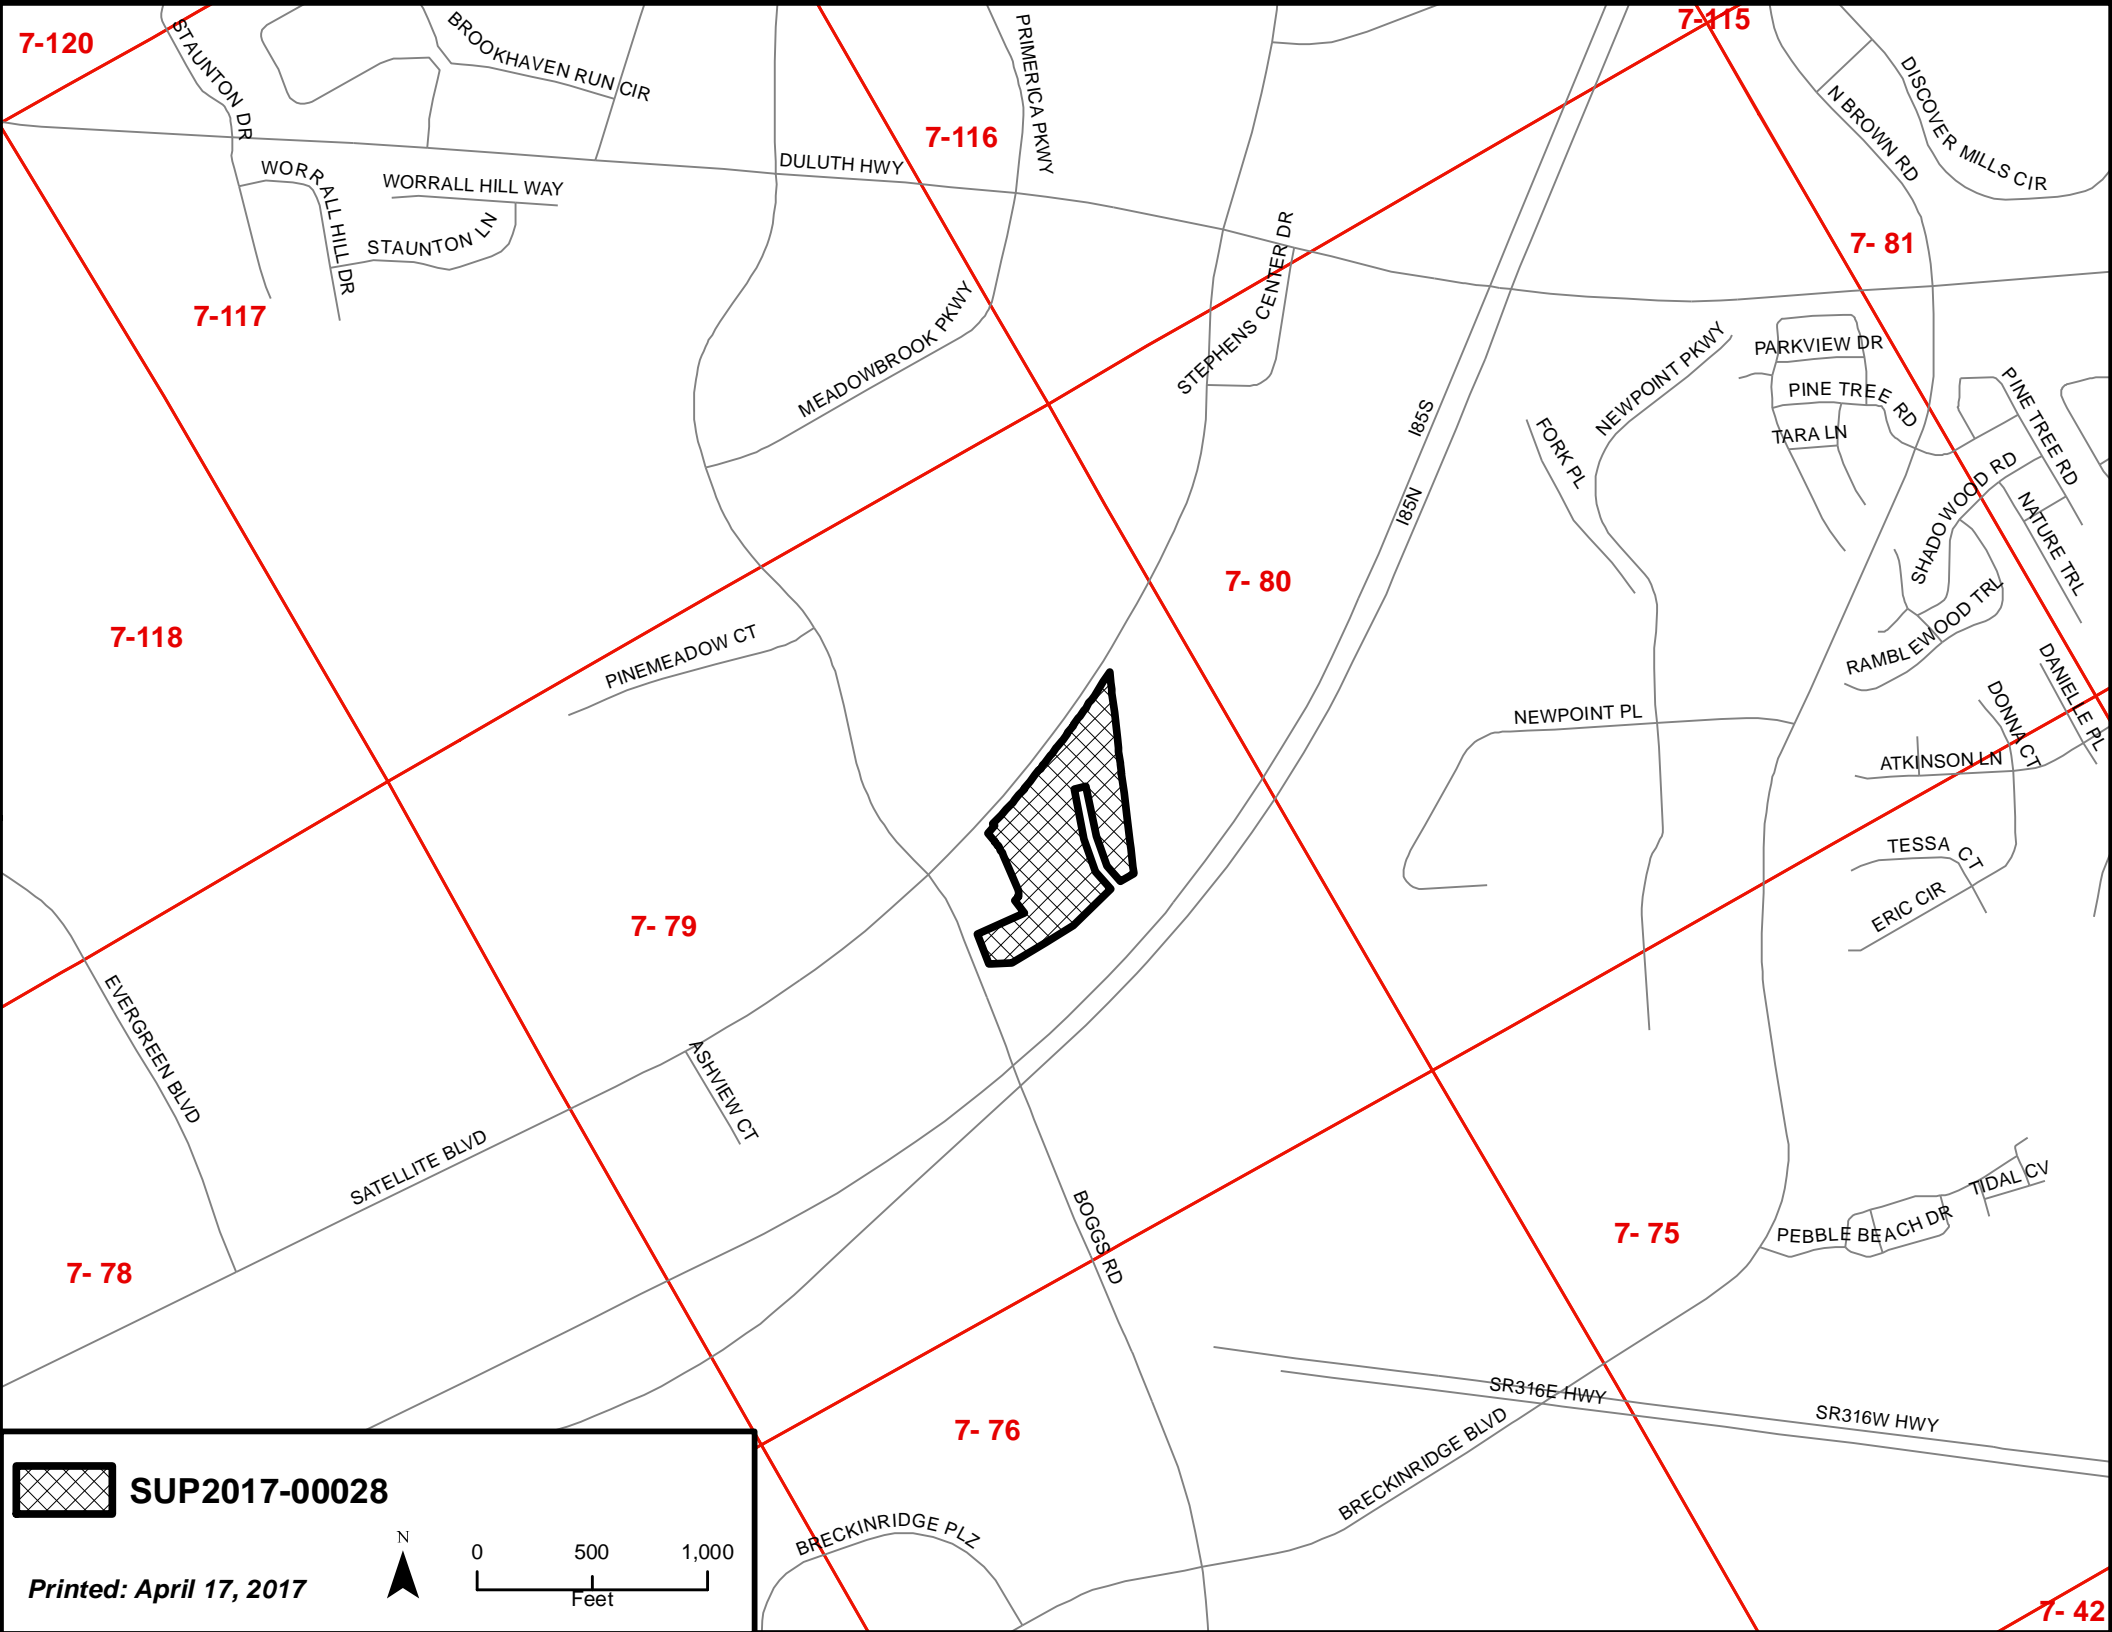 7-120
STAUNTON DR
BROOKHAVEN RUN CIR
PRIMERICA PKWY
7-115
DISCOVER MILLS CIR
N BROWN RD
7-116
DULUTH HWY
WORRALL HILL DR
WORRALL HILL WAY
STAUNTON LN
7-117
STEPHENS CENTER DR
7- 81
MEADOWBROOK PKWY
NEWPOINT PKWY
PARKVIEW DR
PINE TREE RD
TARA LN
PINE TREE RD
I85S
I85N
FORK PL
SHADOWOOD RD
NATURE TRL
RAMBLEWOOD TRL
7- 80
7-118
PINEMEADOW CT
DANIELLE PL
DONNA CT
NEWPOINT PL
ATKINSON LN
TESSA CT
ERIC CIR
7- 79
EVERGREEN BLVD
ASHVIEW CT
SATELLITE BLVD
BOGGS RD
TIDAL CV
PEBBLE BEACH DR
7- 75
7- 78
SR316E HWY
SR316W HWY
7- 76
BRECKINRIDGE BLVD
BRECKINRIDGE PLZ
7- 42
SUP2017-00028
N
0 500 1,000
Feet
Printed: April 17, 2017